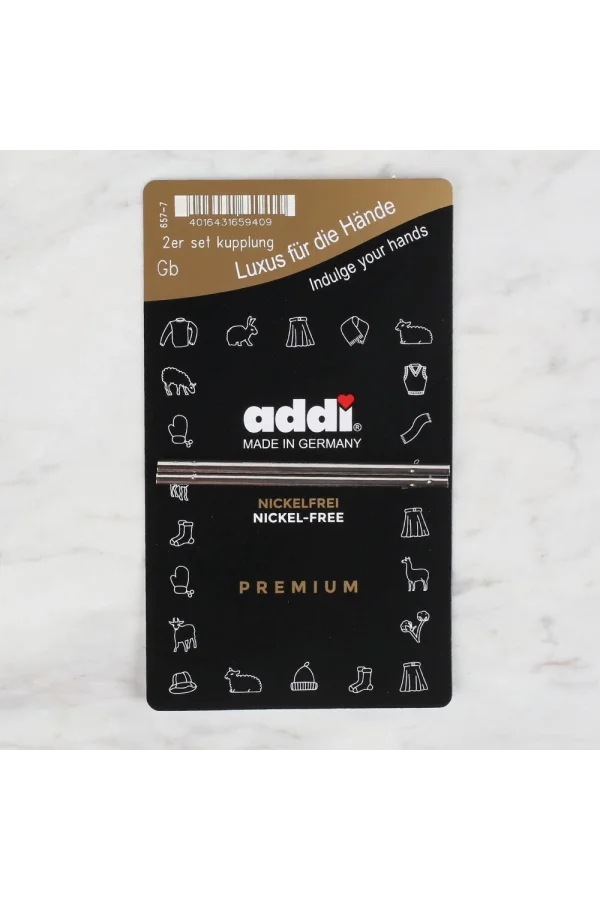 657-7
4016431659409
2er set kupplung
Gb
Luxus für die Hände
Indulge your hands
addi®
MADE IN GERMANY
NICKELFREI
NICKEL-FREE
PREMIUM